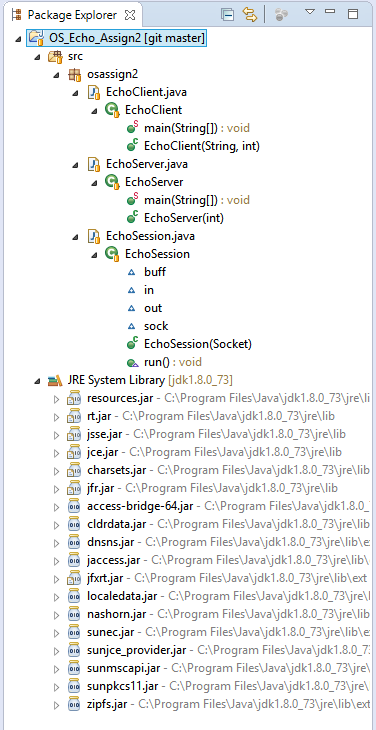 Package Explorer
OS_Echo_Assign2 [git master]
src
osassign2
EchoClient.java
EchoClient
main(String[]) : void
EchoClient(String, int)
EchoServer.java
EchoServer
main(String[]) : void
EchoServer(int)
EchoSession.java
EchoSession
buff
in
out
sock
EchoSession(Socket)
run() : void
JRE System Library [jdk1.8.0_73]
resources.jar - C:\Program Files\Java\jdk1.8.0_73\jre\li
rt.jar - C:\Program Files\Java\jdk1.8.0_73\jre\lib
jsse.jar - C:\Program Files\Java\jdk1.8.0_73\jre\lib
jce.jar - C:\Program Files\Java\jdk1.8.0_73\jre\lib
charsets.jar - C:\Program Files\Java\jdk1.8.0_73\jre\lib
jfr.jar - C:\Program Files\Java\jdk1.8.0_73\jre\lib
access-bridge-64.jar - C:\Program Files\Java\jdk1.8.0_
cldrdata.jar - C:\Program Files\Java\jdk1.8.0_73\jre\lib
dnsns.jar - C:\Program Files\Java\jdk1.8.0_73\jre\lib\ex
jaccess.jar - C:\Program Files\Java\jdk1.8.0_73\jre\lib\
jfxrt.jar - C:\Program Files\Java\jdk1.8.0_73\jre\lib\ext
localedata.jar - C:\Program Files\Java\jdk1.8.0_73\jre\l
nashorn.jar - C:\Program Files\Java\jdk1.8.0_73\jre\lib
sunec.jar - C:\Program Files\Java\jdk1.8.0_73\jre\lib\e
sunjce_provider.jar - C:\Program Files\Java\jdk1.8.0_7
sunmscapi.jar - C:\Program Files\Java\jdk1.8.0_73\jre\
sunpkcs11.jar - C:\Program Files\Java\jdk1.8.0_73\jre\
zipfs.jar - C:\Program Files\Java\jdk1.8.0_73\jre\lib\ext